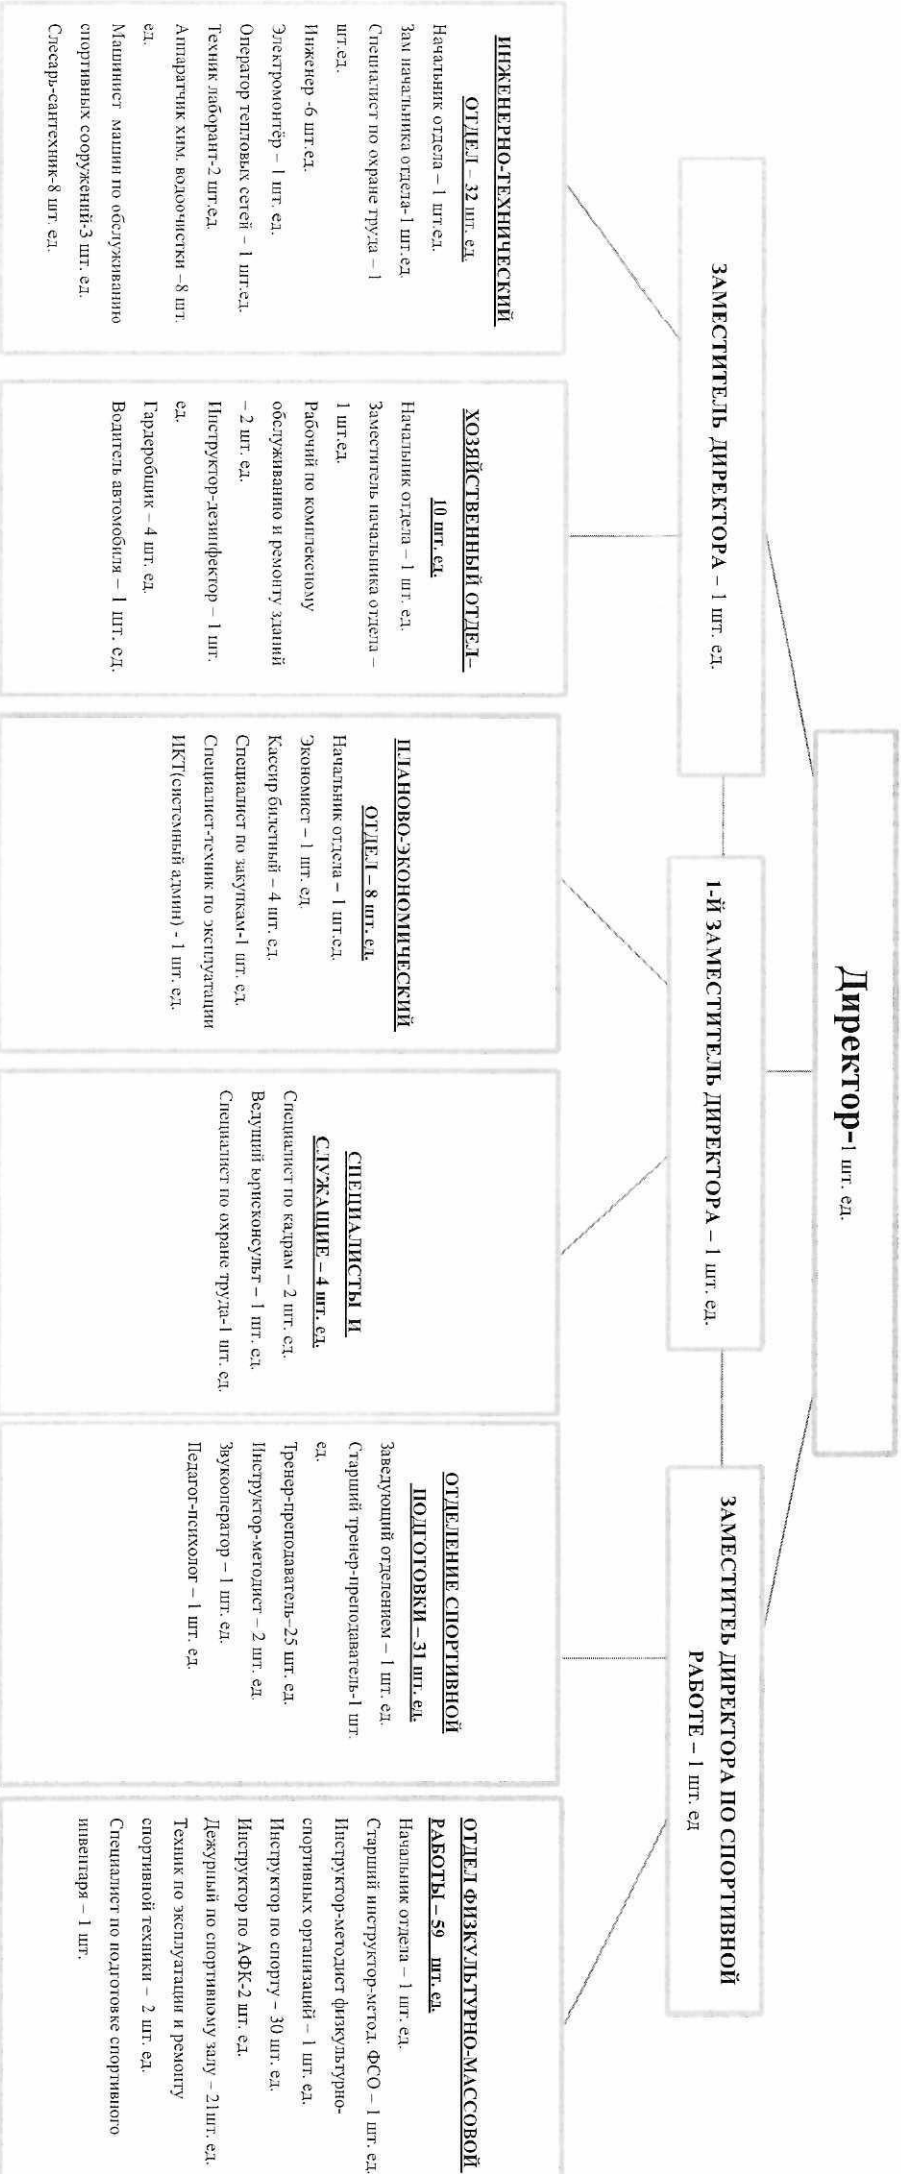 Директор-1 шт. ед.
ЗАМЕСТИТЕЛЬ ДИРЕКТОРА – 1 шт. ед.
1-Й ЗАМЕСТИТЕЛЬ ДИРЕКТОРА – 1 шт. ед.
ЗАМЕСТИТЕЬ ДИРЕКТОРА ПО СПОРТИВНОЙ
РАБОТЕ – 1 шт. ед
ИНЖЕНЕРНО-ТЕХНИЧЕСКИЙ
ОТДЕЛ – 32 шт. ед.
Начальник отдела – 1 шт.ед.
Зам начальника отдела-1 шт.ед.
Специалист по охране труда – 1
шт.ед.
Инженер -6 шт.ед.
Электромонтёр – 1 шт. ед.
Оператор тепловых сетей – 1 шт.ед.
Техник лаборант-2 шт.ед.
Аппаратчик хим. водоочистки –8 шт.
ед.
Машинист машин по обслуживанию
спортивных сооружений-3 шт. ед.
Слесарь-сантехник-8 шт. ед.
ХОЗЯЙСТВЕННЫЙ ОТДЕЛ–
10 шт. ед.
Начальник отдела – 1 шт. ед.
Заместитель начальника отдела –
1 шт.ед.
Рабочий по комплексному
обслуживанию и ремонту зданий
– 2 шт. ед.
Инструктор-дезинфектор – 1 шт.
ед.
Гардеробщик – 4 шт. ед.
Водитель автомобиля – 1 шт. ед.
ПЛАНОВО-ЭКОНОМИЧЕСКИЙ
ОТДЕЛ – 8 шт. ед.
Начальник отдела – 1 шт.ед.
Экономист – 1 шт. ед.
Кассир билетный – 4 шт. ед.
Специалист по закупкам-1 шт. ед.
Специалист-техник по эксплуатации
ИКТ(системный админ) - 1 шт. ед.
СПЕЦИАЛИСТЫ И
СЛУЖАЩИЕ – 4 шт. ед.
Специалист по кадрам – 2 шт. ед.
Ведущий юрисконсульт – 1 шт. ед.
Специалист по охране труда-1 шт. ед.
ОТДЕЛЕНИЕ СПОРТИВНОЙ
ПОДГОТОВКИ – 31 шт. ед.
Заведующий отделением – 1 шт. ед.
Старший тренер-преподаватель-1 шт.
ед.
Тренер-преподаватель–25 шт. ед.
Инструктор-методист – 2 шт. ед.
Звукооператор – 1 шт. ед.
Педагог-психолог – 1 шт. ед.
ОТДЕЛ ФИЗКУЛЬТУРНО-МАССОВОЙ
РАБОТЫ – 59 шт. ед.
Начальник отдела – 1 шт. ед.
Старший инструктор-метод. ФСО – 1 шт. ед.
Инструктор-методист физкультурно-
спортивных организаций – 1 шт. ед.
Инструктор по спорту – 30 шт. ед.
Инструктор по АФК-2 шт. ед.
Дежурный по спортивному залу – 21шт. ед.
Техник по эксплуатации и ремонту
спортивной техники – 2 шт. ед.
Специалист по подготовке спортивного
инвентаря – 1 шт.